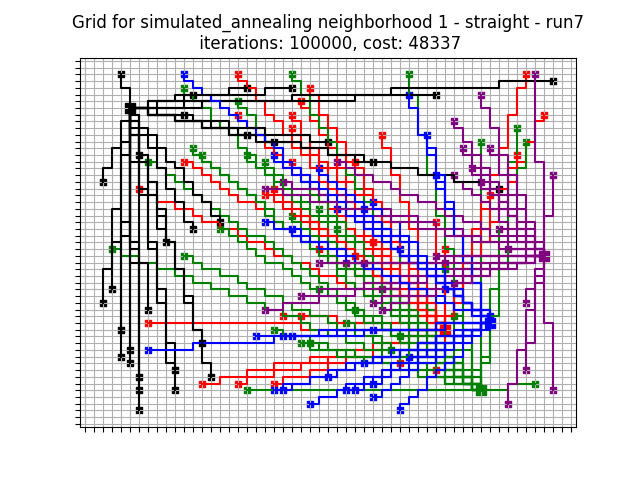 Grid for simulated_annealing neighborhood 1 - straight - run7
iterations: 100000, cost: 48337